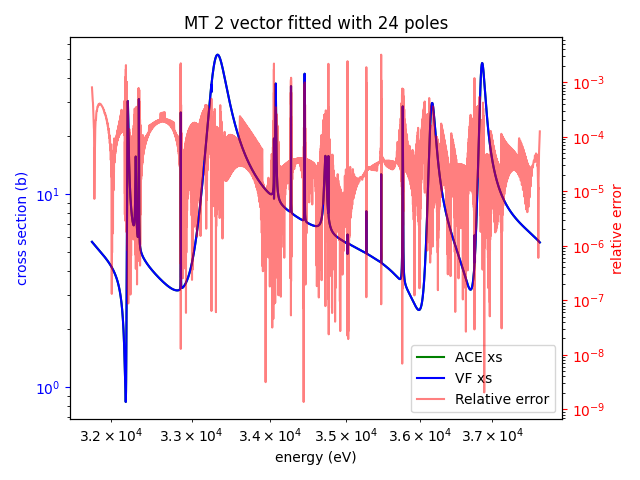 MT 2 vector fitted with 24 poles
cross section (b)
10¹
10⁰
relative error
10⁻³
10⁻⁴
10⁻⁵
10⁻⁶
10⁻⁷
10⁻⁸
10⁻⁹
ACE xs
VF xs
Relative error
3.2 × 10⁴ 3.3 × 10⁴ 3.4 × 10⁴ 3.5 × 10⁴ 3.6 × 10⁴ 3.7 × 10⁴
energy (eV)